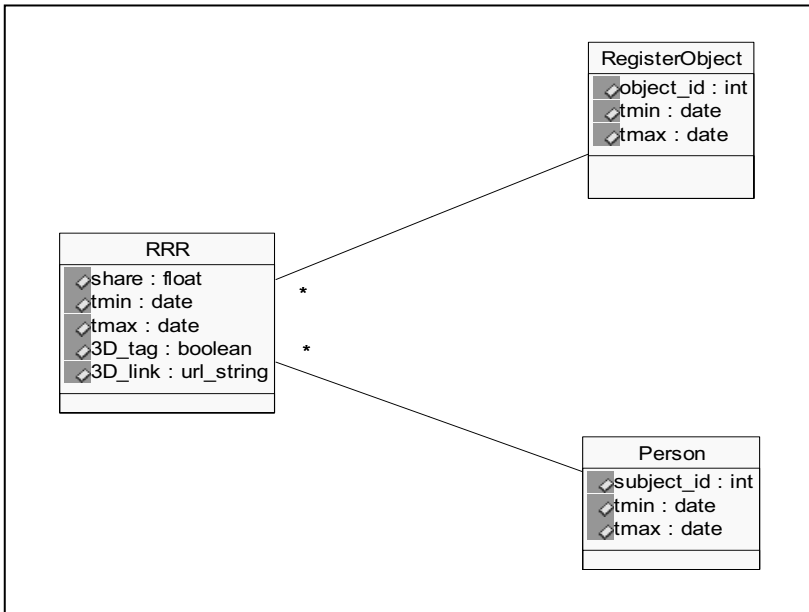 RegisterObject
object_id : int
tmin : date
tmax : date
RRR
share : float
tmin : date
tmax : date
3D_tag : boolean
3D_link : url_string
*
*
Person
subject_id : int
tmin : date
tmax : date